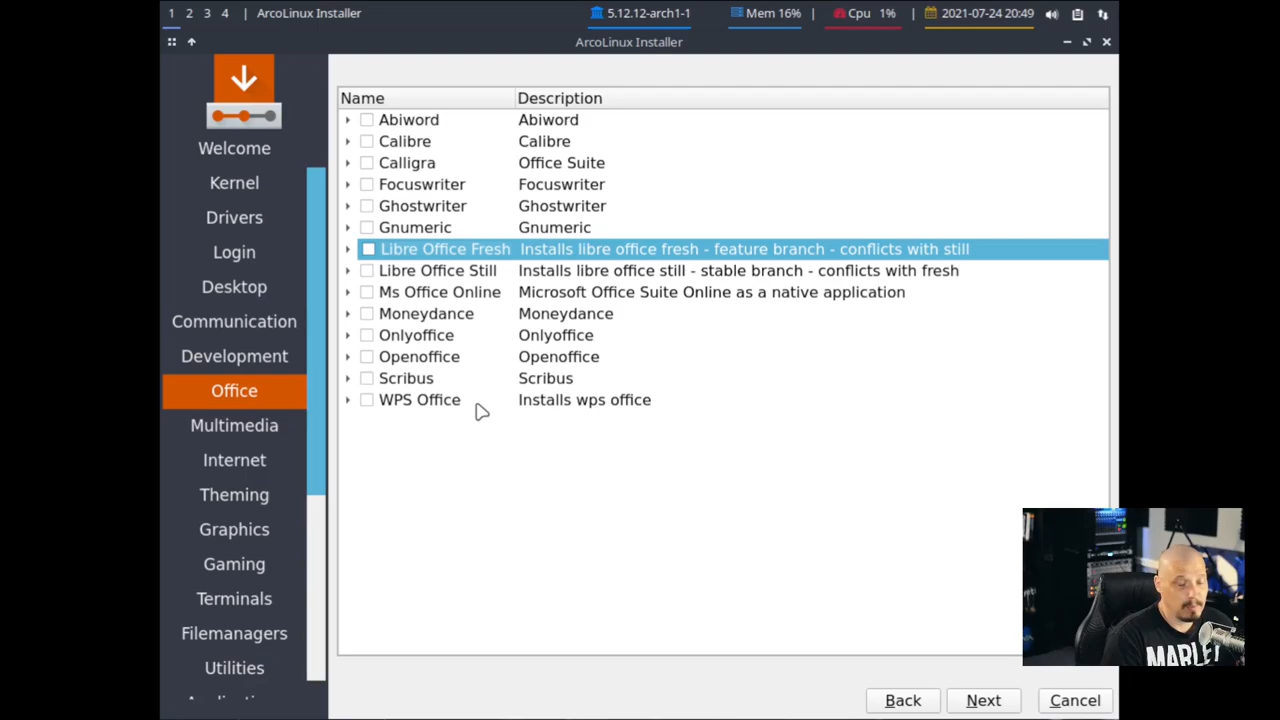 1 2 3 4 | ArcoLinux Installer 5.12.12-arch1-1 Mem 16% | Cpu 1% | 2021-07-24 20:49
ArcoLinux Installer
Welcome
Kernel
Drivers
Login
Desktop
Communication
Development
Office
Multimedia
Internet
Theming
Graphics
Gaming
Terminals
Filemanagers
Utilities
Name Description
Abiword Abiword
Calibre Calibre
Calligra Office Suite
Focuswriter Focuswriter
Ghostwriter Ghostwriter
Gnumeric Gnumeric
Libre Office Fresh Installs libre office fresh - feature branch - conflicts with still
Libre Office Still Installs libre office still - stable branch - conflicts with fresh
Ms Office Online Microsoft Office Suite Online as a native application
Moneydance Moneydance
Onlyoffice Onlyoffice
Openoffice Openoffice
Scribus Scribus
WPS Office Installs wps office
MARLEY
Back Next Cancel